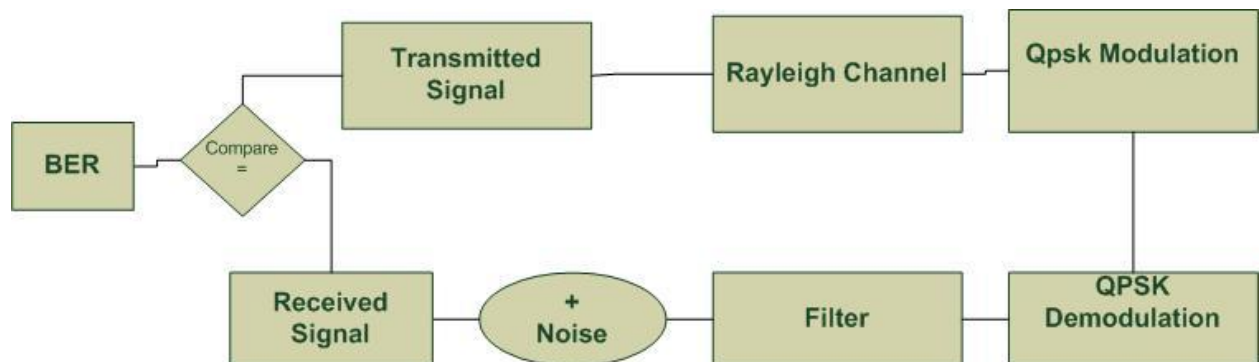 Transmitted
Signal
Rayleigh Channel
Qpsk Modulation
BER
Compare
=
Received
Signal
+
Noise
Filter
QPSK
Demodulation